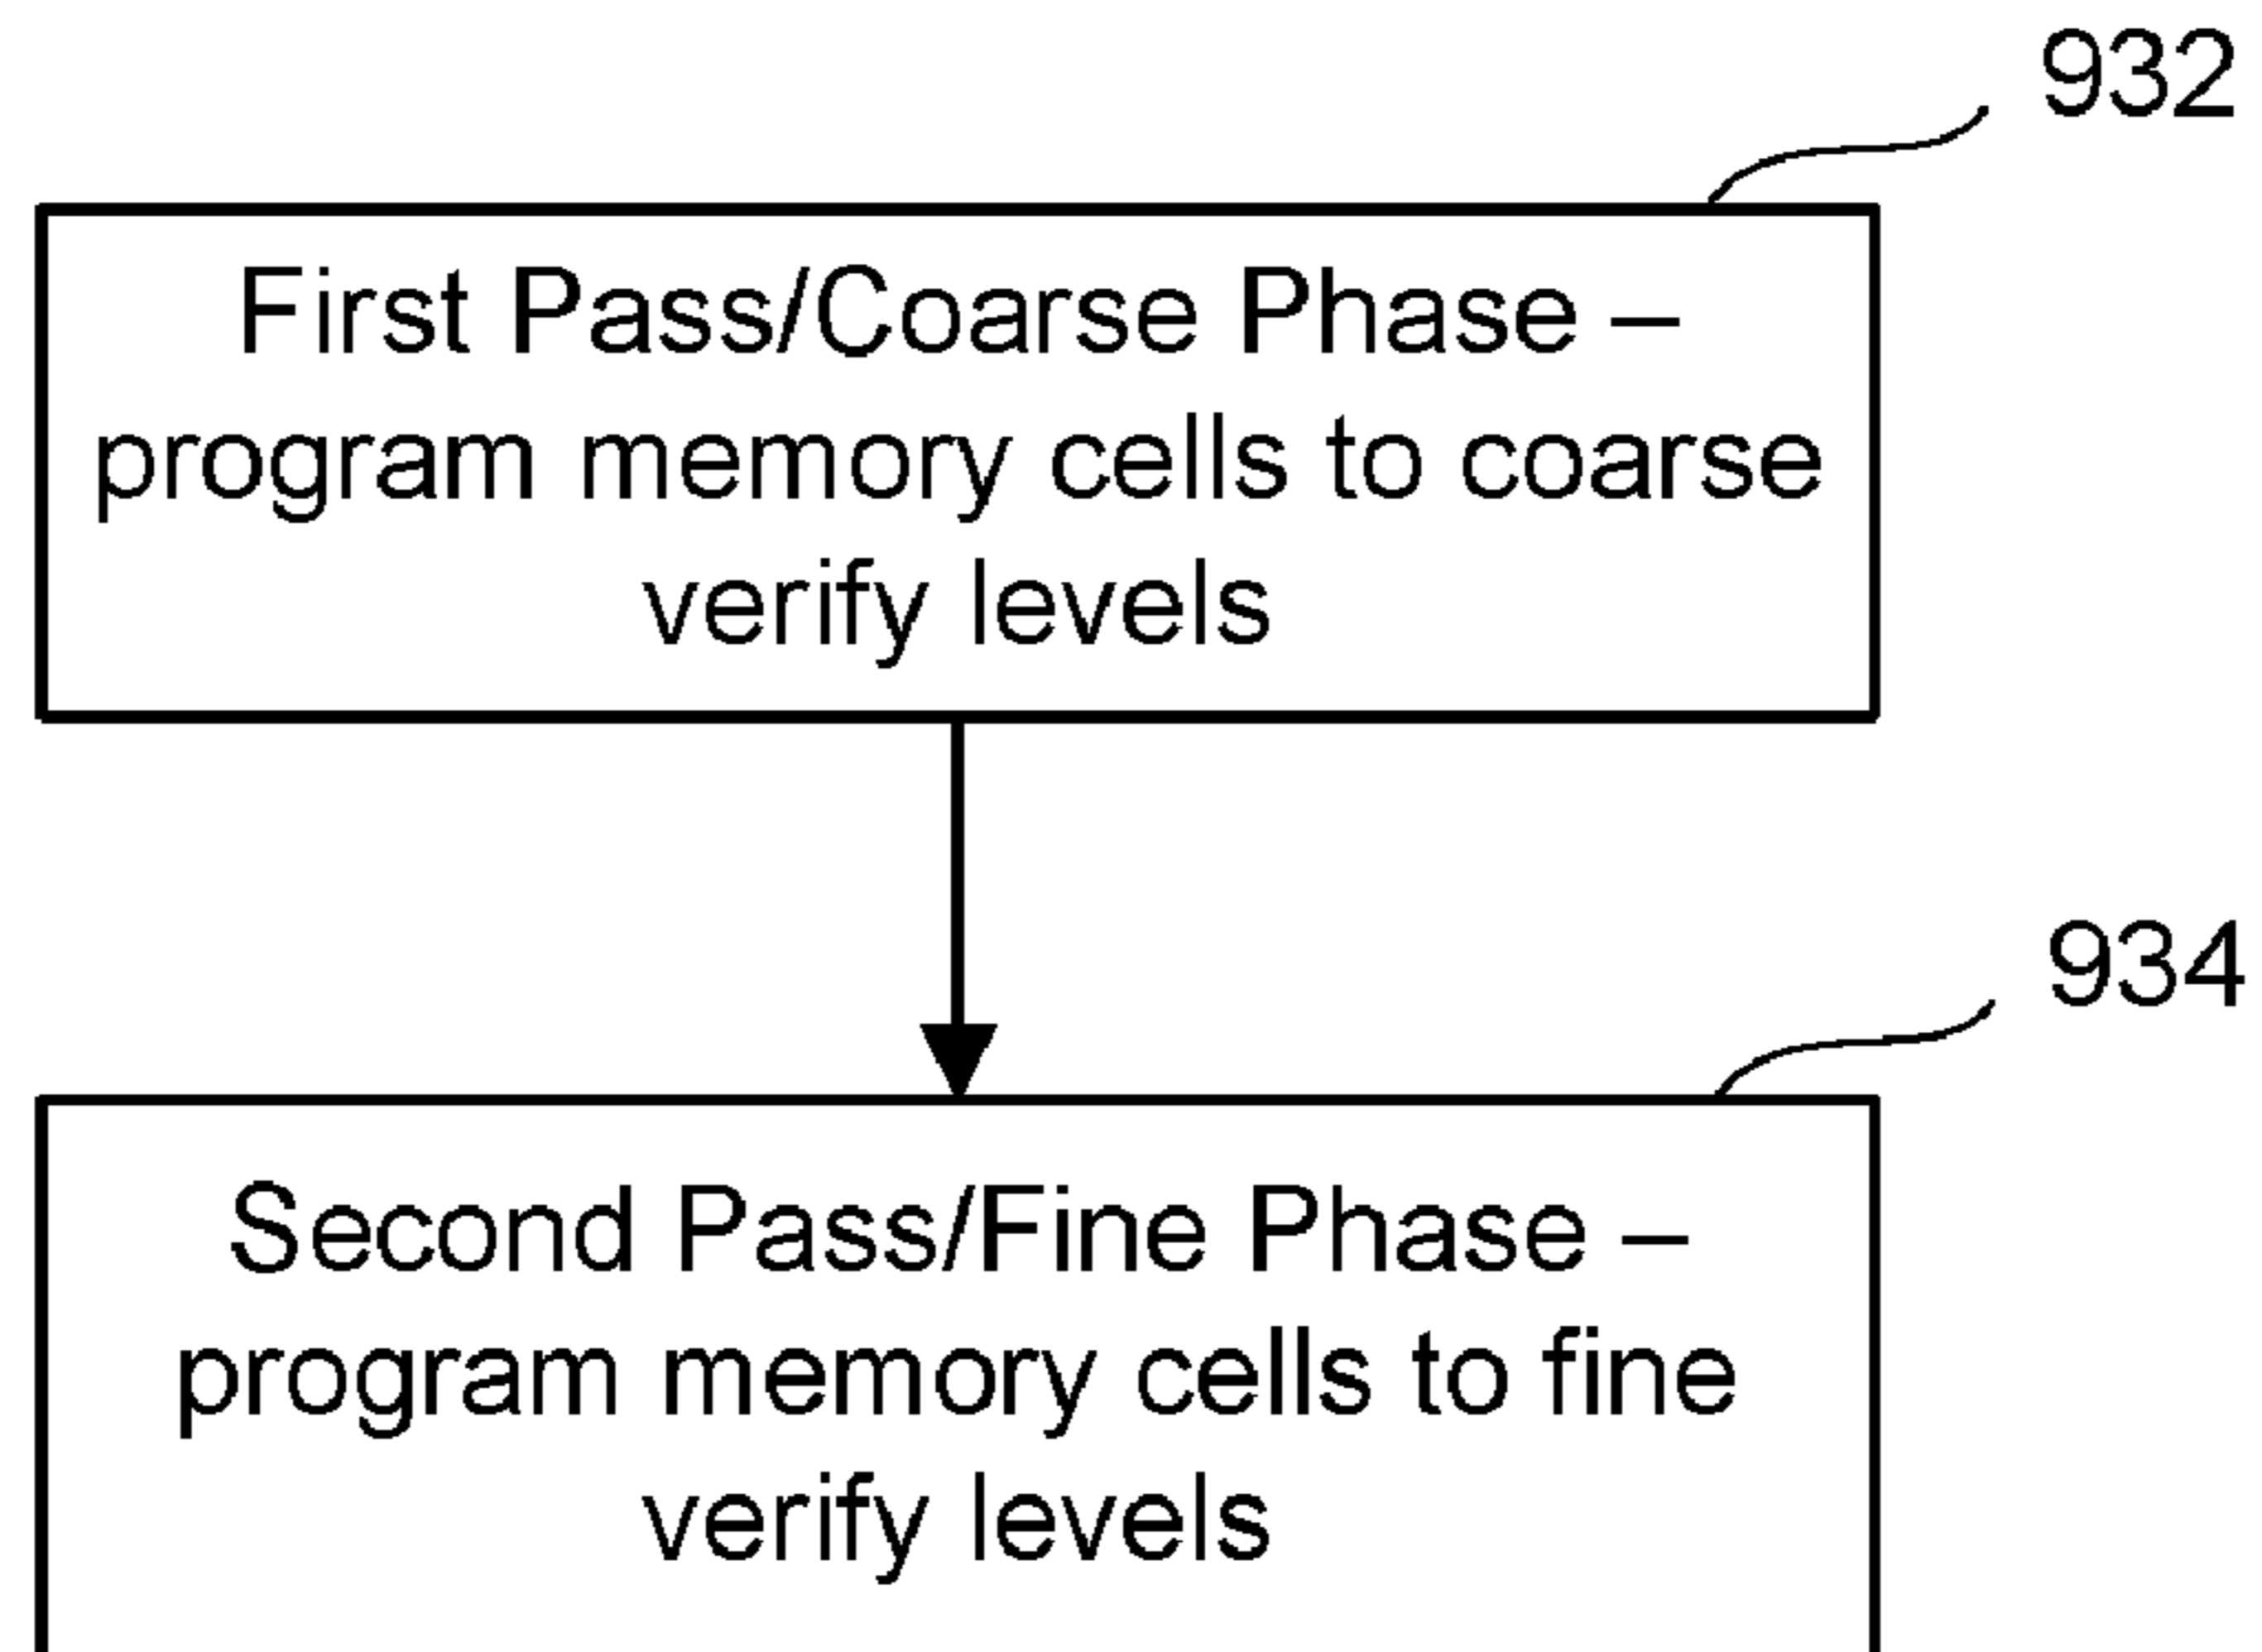 932
First Pass/Coarse Phase –
program memory cells to coarse
verify levels
934
Second Pass/Fine Phase –
program memory cells to fine
verify levels